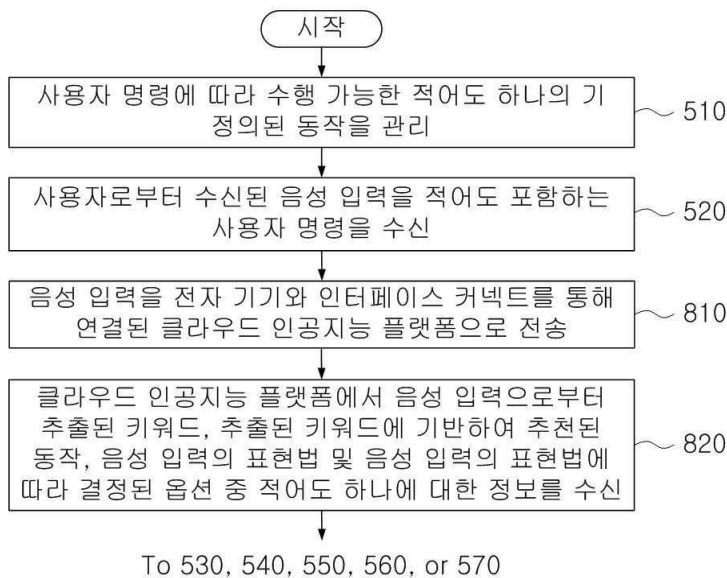 시작
사용자 명령에 따라 수행 가능한 적어도 하나의 기
정의된 동작을 관리
510
사용자로부터 수신된 음성 입력을 적어도 포함하는
사용자 명령을 수신
520
음성 입력을 전자 기기와 인터페이스 커넥트를 통해
연결된 클라우드 인공지능 플랫폼으로 전송
810
클라우드 인공지능 플랫폼에서 음성 입력으로부터
추출된 키워드, 추출된 키워드에 기반하여 추천된
동작, 음성 입력의 표현법 및 음성 입력의 표현법에
따라 결정된 옵션 중 적어도 하나에 대한 정보를 수신
820
To 530, 540, 550, 560, or 570